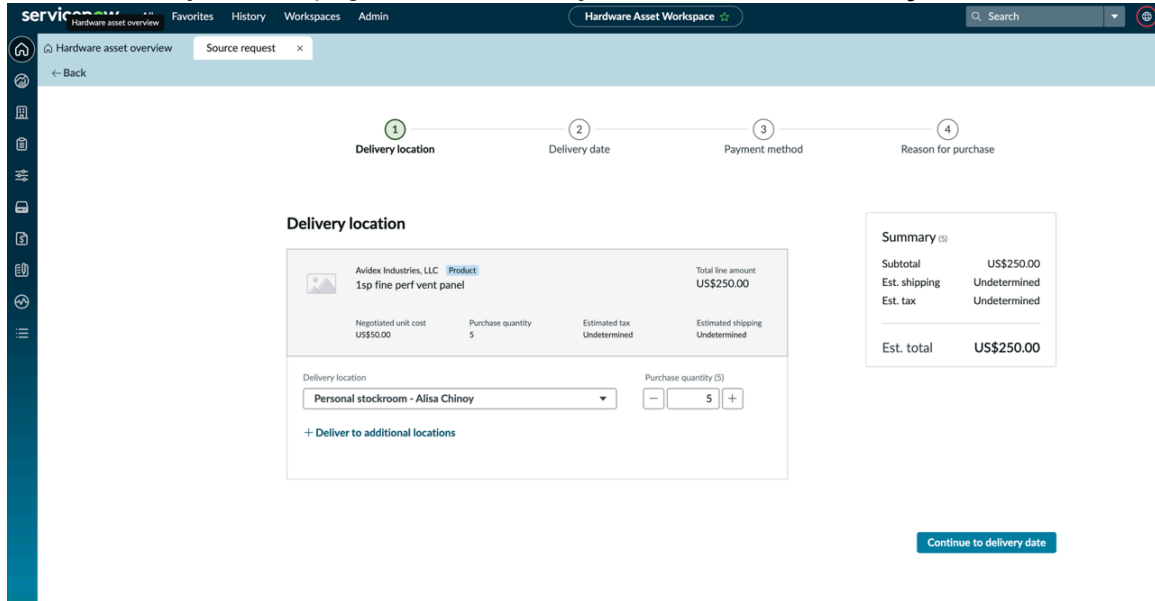 servicenow Favorites History Workspaces Admin Hardware Asset Workspace Search
Hardware asset overview
Hardware asset overview Source request ×
← Back
1 2 3 4
Delivery location Delivery date Payment method Reason for purchase
Delivery location
Avidex Industries, LLC Product Total line amount
1sp fine perf vent panel US$250.00
Negotiated unit cost Purchase quantity Estimated tax Estimated shipping
US$50.00 5 Undetermined Undetermined
Delivery location Purchase quantity (5)
Personal stockroom - Alisa Chinoy − 5 +
+ Deliver to additional locations
Summary (5)
Subtotal US$250.00
Est. shipping Undetermined
Est. tax Undetermined
Est. total US$250.00
Continue to delivery date